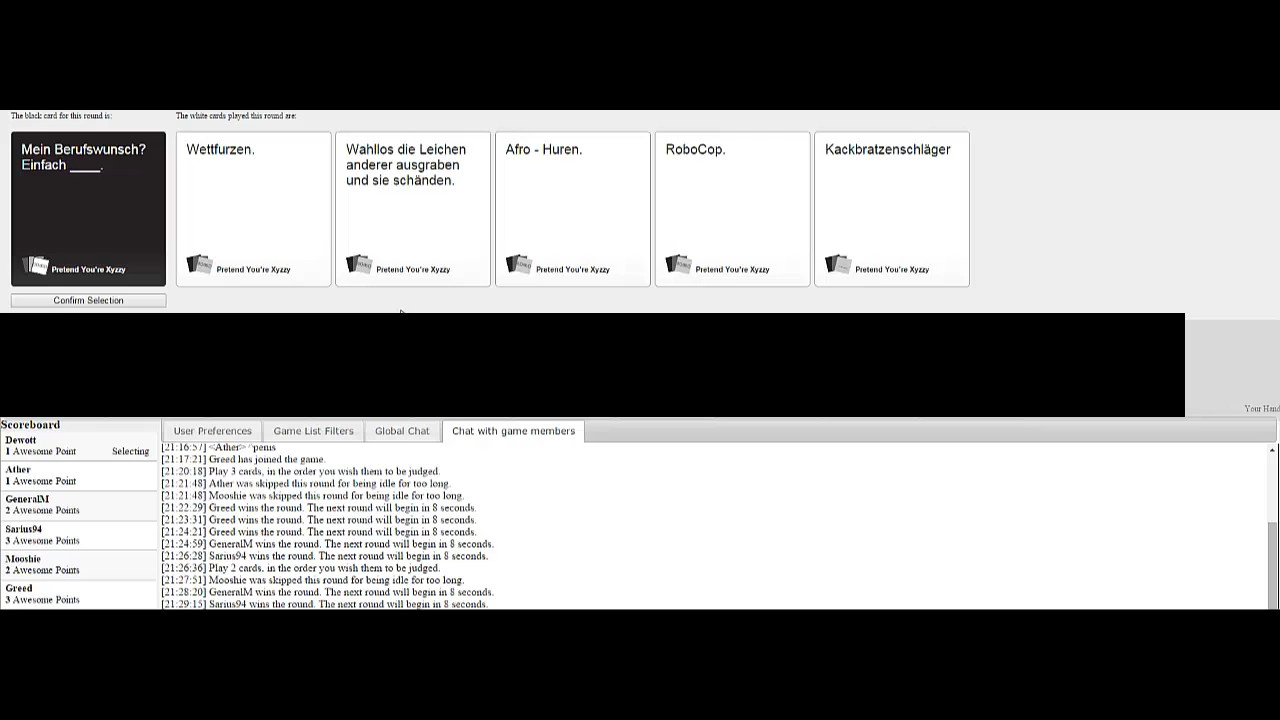 The black card for this round is:
The white cards played this round are:
Mein Berufswunsch?
Einfach ____.
Pretend You're Xyzzy
Wettfurzen.
Pretend You're Xyzzy
Wahllos die Leichen
anderer ausgraben
und sie schänden.
Pretend You're Xyzzy
Afro - Huren.
Pretend You're Xyzzy
RoboCop.
Pretend You're Xyzzy
Kackbratzenschläger
Pretend You're Xyzzy
Confirm Selection
Your Hand
Scoreboard
Dewott
1 Awesome Point Selecting
Ather
1 Awesome Point
GeneralM
2 Awesome Points
Sarius94
3 Awesome Points
Mooshie
2 Awesome Points
Greed
3 Awesome Points
User Preferences Game List Filters Global Chat Chat with game members
[21:16:57] <Ather> ^penis
[21:17:21] Greed has joined the game.
[21:20:18] Play 3 cards, in the order you wish them to be judged.
[21:21:48] Ather was skipped this round for being idle for too long.
[21:21:48] Mooshie was skipped this round for being idle for too long.
[21:22:29] Greed wins the round. The next round will begin in 8 seconds.
[21:23:31] Greed wins the round. The next round will begin in 8 seconds.
[21:24:21] Greed wins the round. The next round will begin in 8 seconds.
[21:24:59] GeneralM wins the round. The next round will begin in 8 seconds.
[21:26:28] Sarius94 wins the round. The next round will begin in 8 seconds.
[21:26:36] Play 2 cards, in the order you wish them to be judged.
[21:27:51] Mooshie was skipped this round for being idle for too long.
[21:28:20] GeneralM wins the round. The next round will begin in 8 seconds.
[21:29:15] Sarius94 wins the round. The next round will begin in 8 seconds.